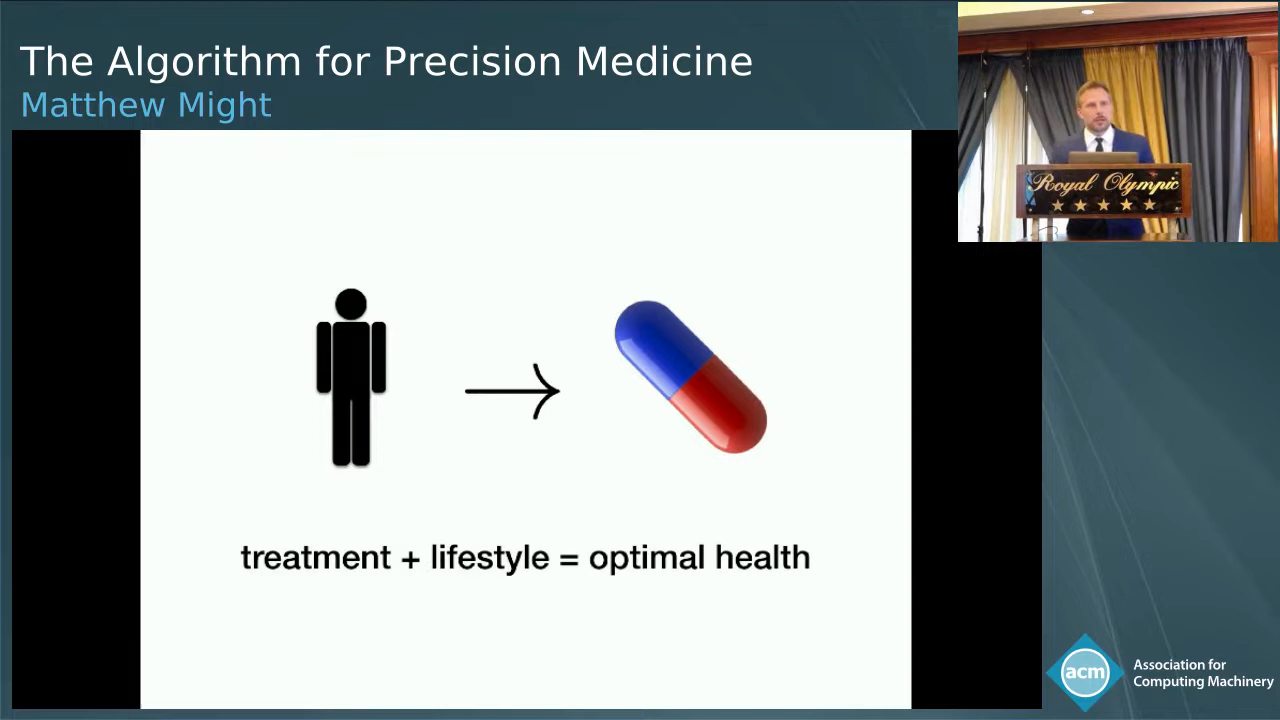 The Algorithm for Precision Medicine
Matthew Might
Royal Olympic
treatment + lifestyle = optimal health
acm
Association for
Computing Machinery